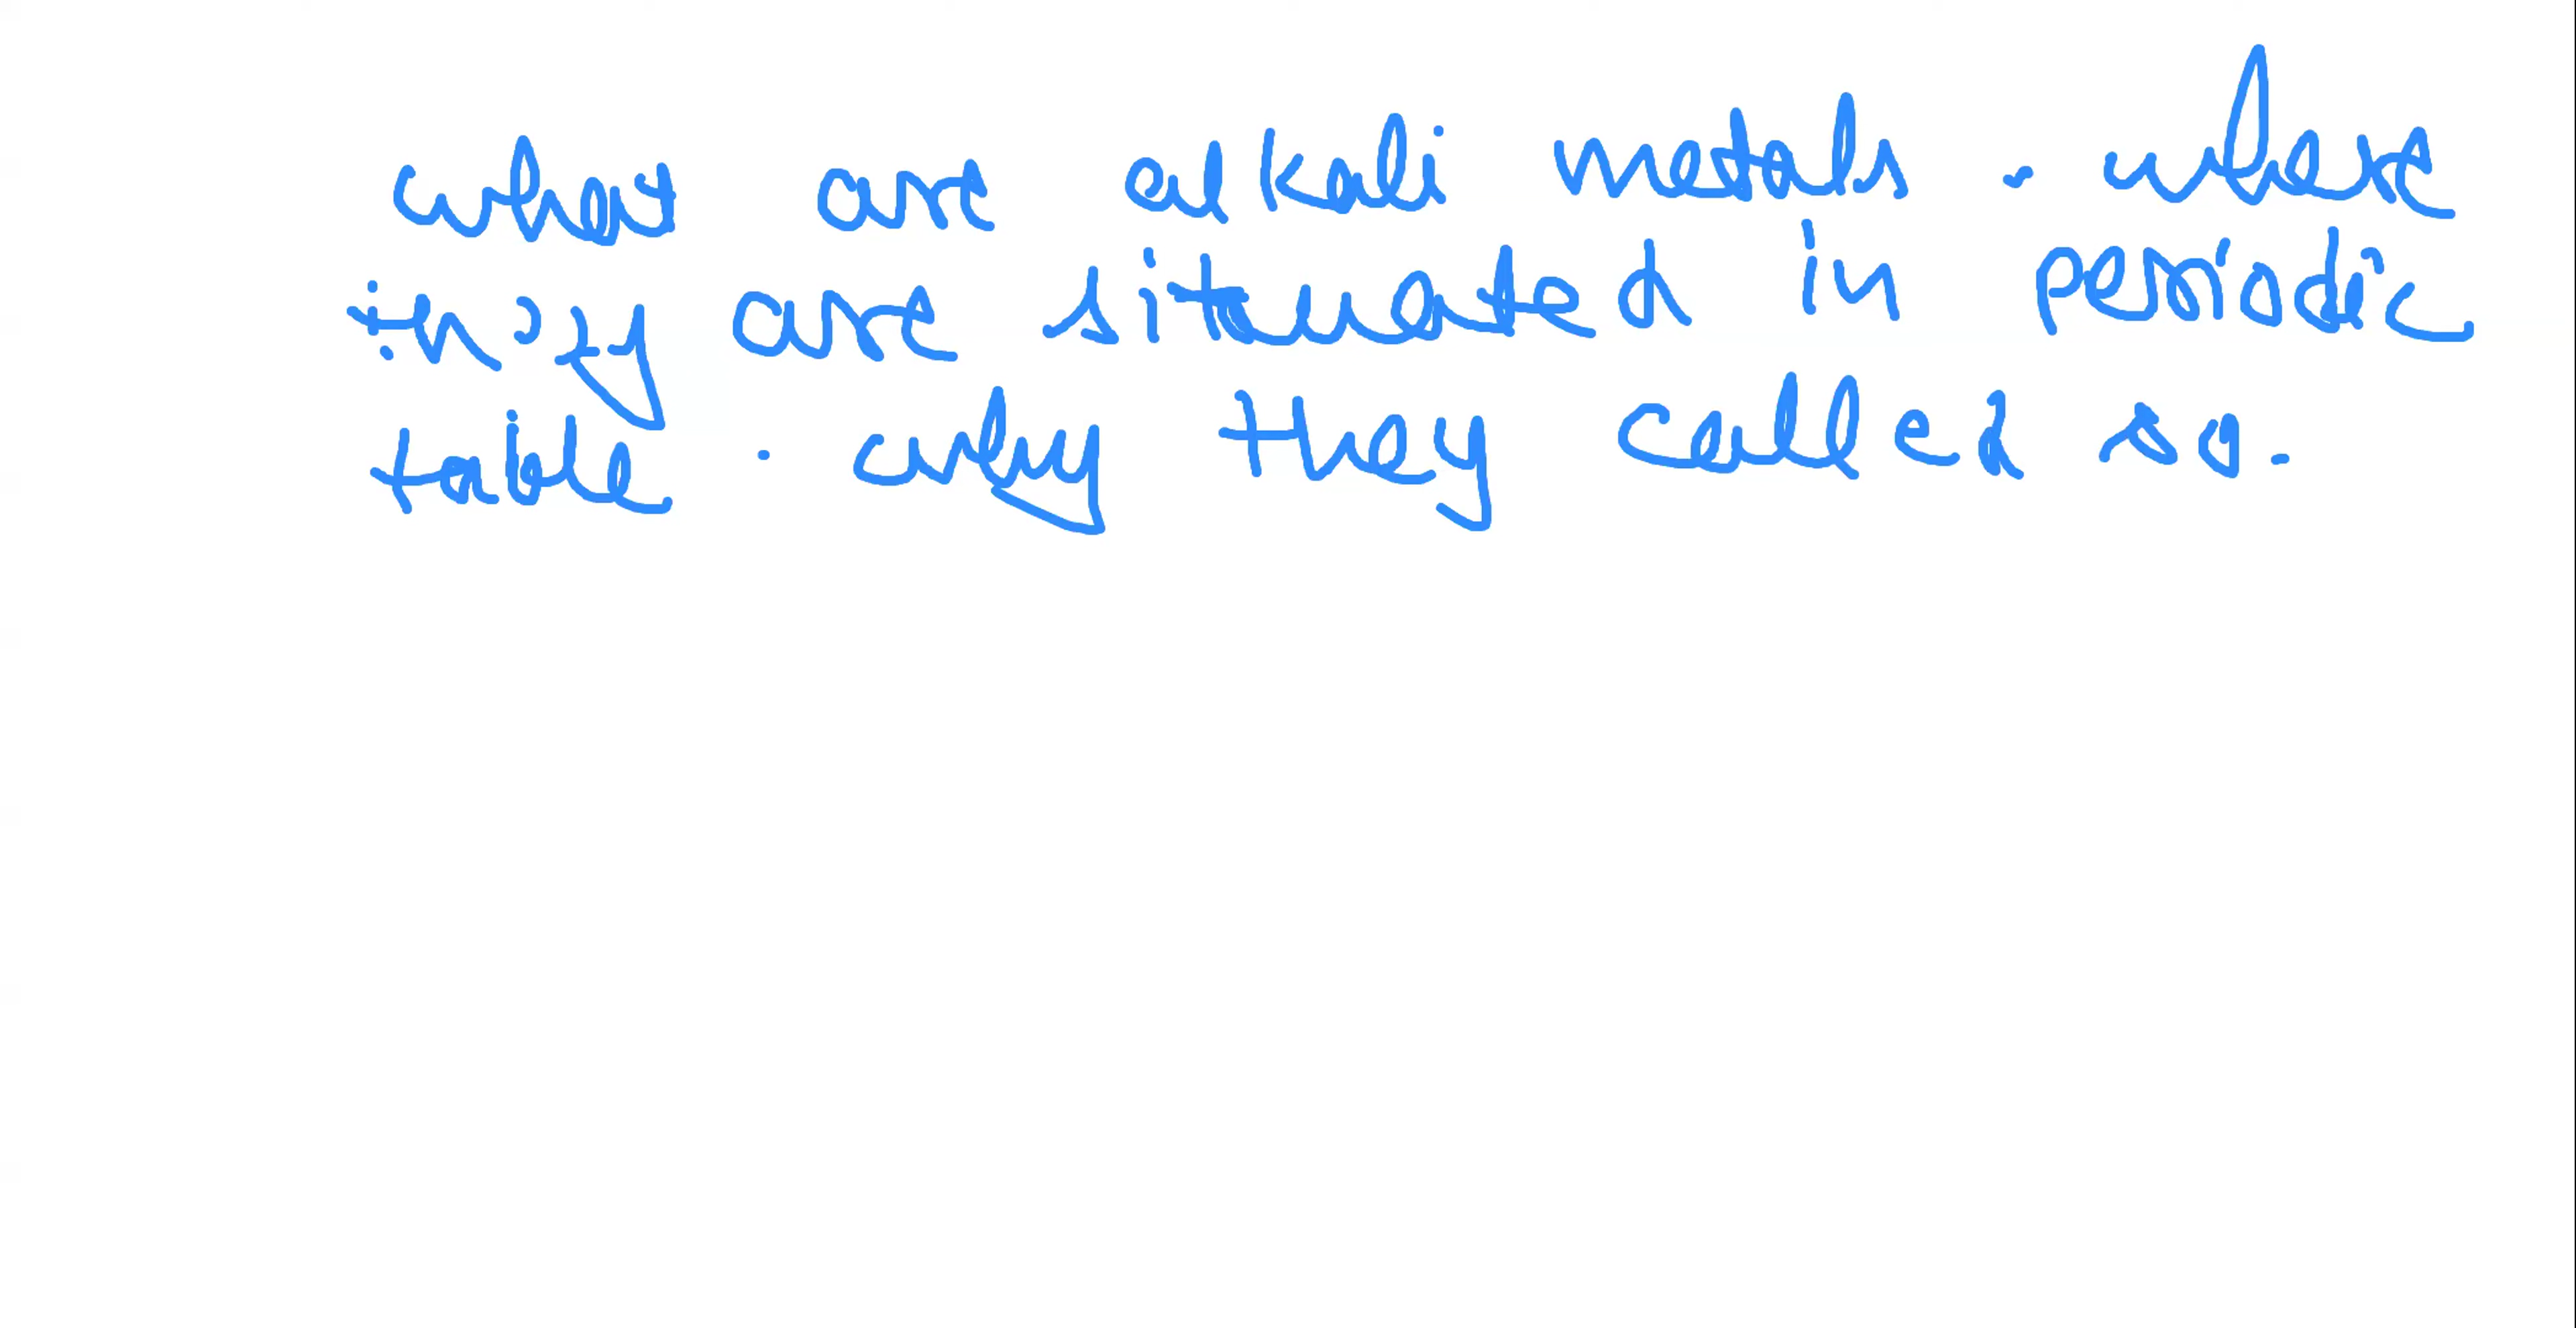 what are alkali metals . where
they are situated in periodic
table . why they called so.